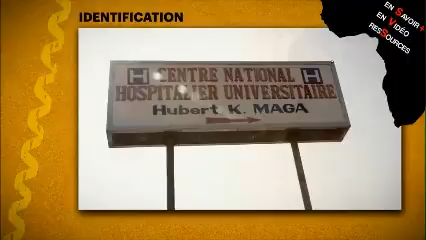 IDENTIFICATION
EN SAVOIR+
EN VIDÉO
RESSOURCES
H CENTRE NATIONAL H
HOSPITALIER UNIVERSITAIRE
Hubert K. MAGA